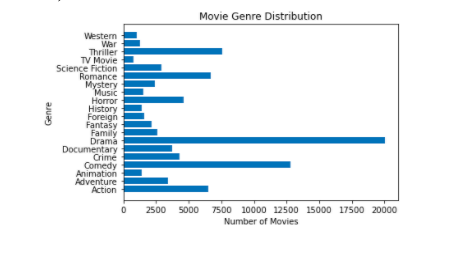 Movie Genre Distribution
Western
War
Thriller
TV Movie
Science Fiction
Romance
Mystery
Music
Horror
History
Foreign
Fantasy
Family
Drama
Documentary
Crime
Comedy
Animation
Adventure
Action
Genre
0 2500 5000 7500 10000 12500 15000 17500 20000
Number of Movies